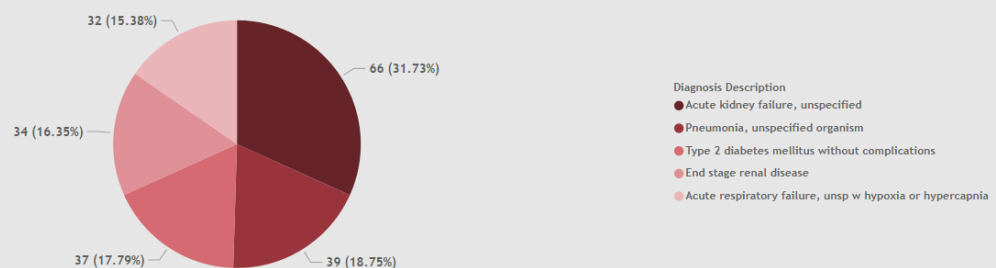 32 (15.38%)
66 (31.73%)
34 (16.35%)
37 (17.79%)
39 (18.75%)
Diagnosis Description
Acute kidney failure, unspecified
Pneumonia, unspecified organism
Type 2 diabetes mellitus without complications
End stage renal disease
Acute respiratory failure, unsp w hypoxia or hypercapnia